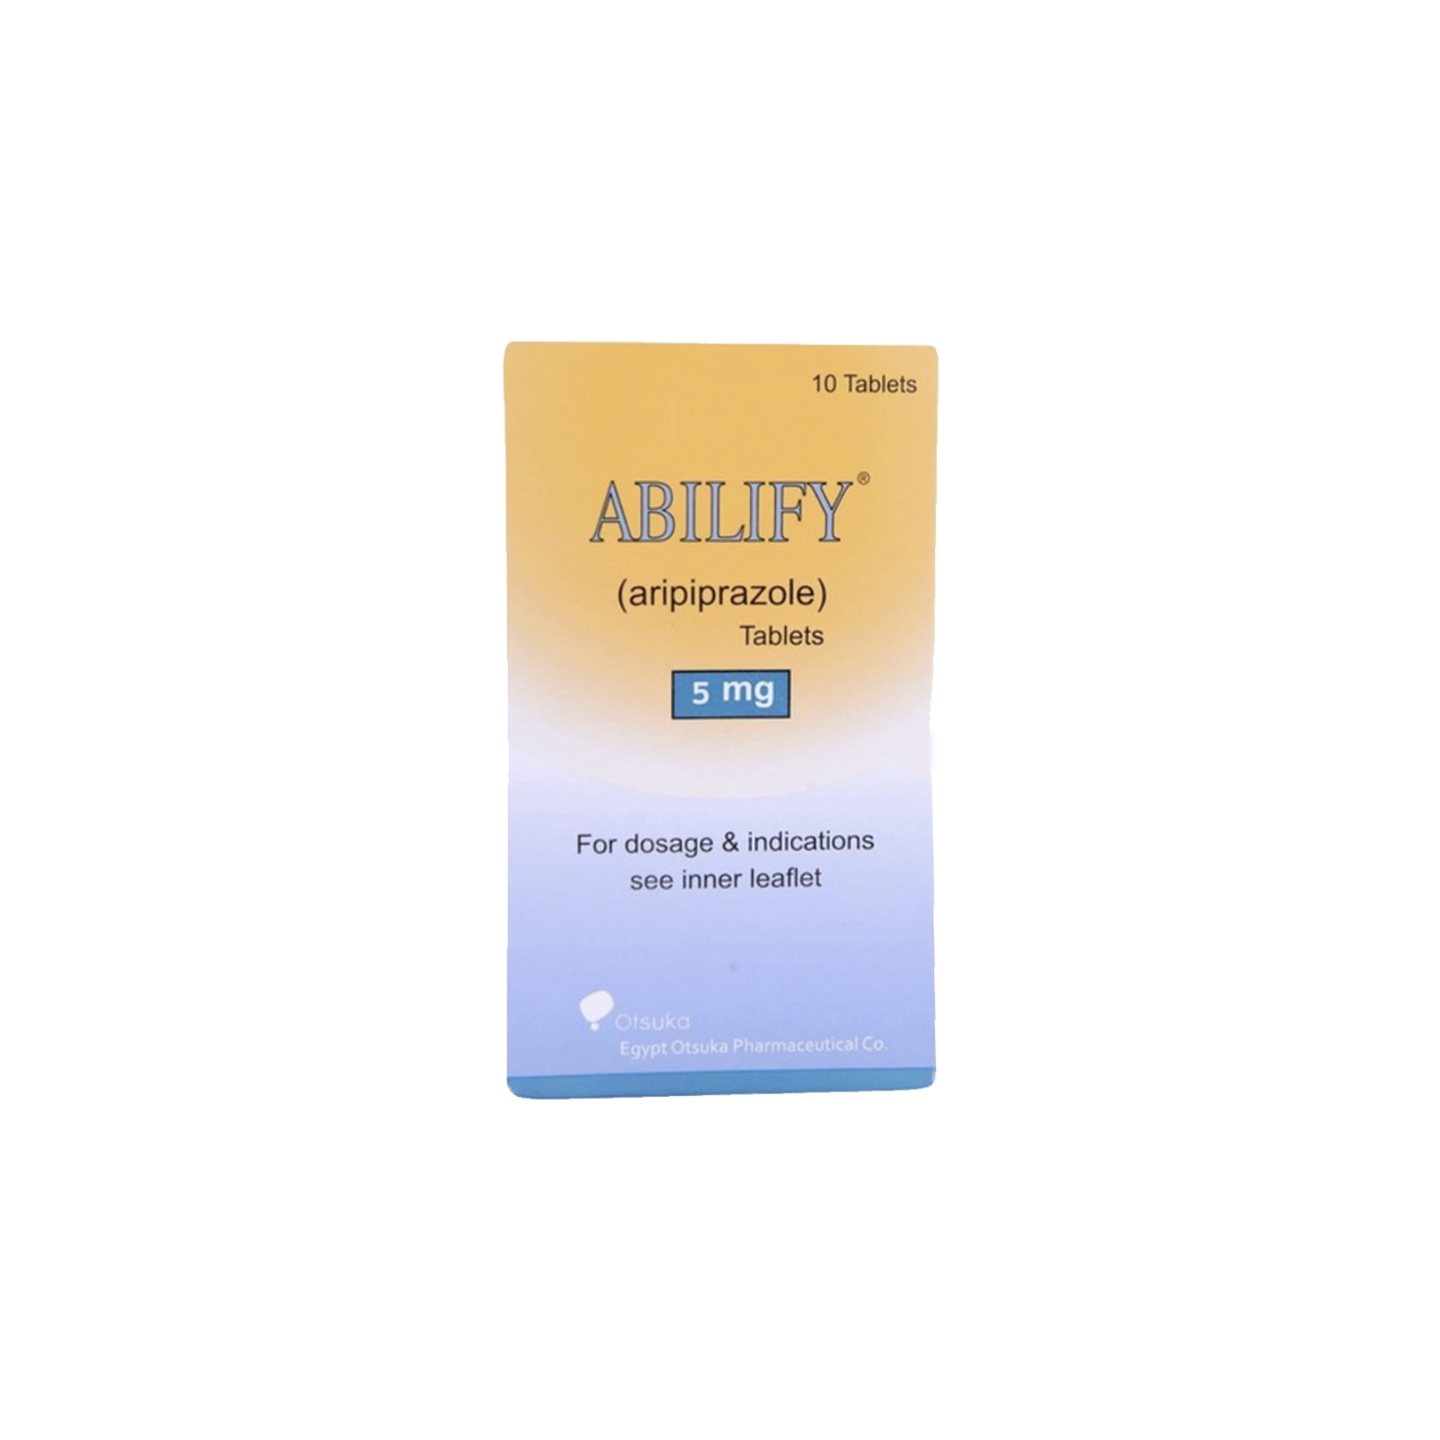 10 Tablets
ABILIFY®
(aripiprazole)
Tablets
5 mg
For dosage & indications
see inner leaflet
Otsuka
Egypt Otsuka Pharmaceutical Co.